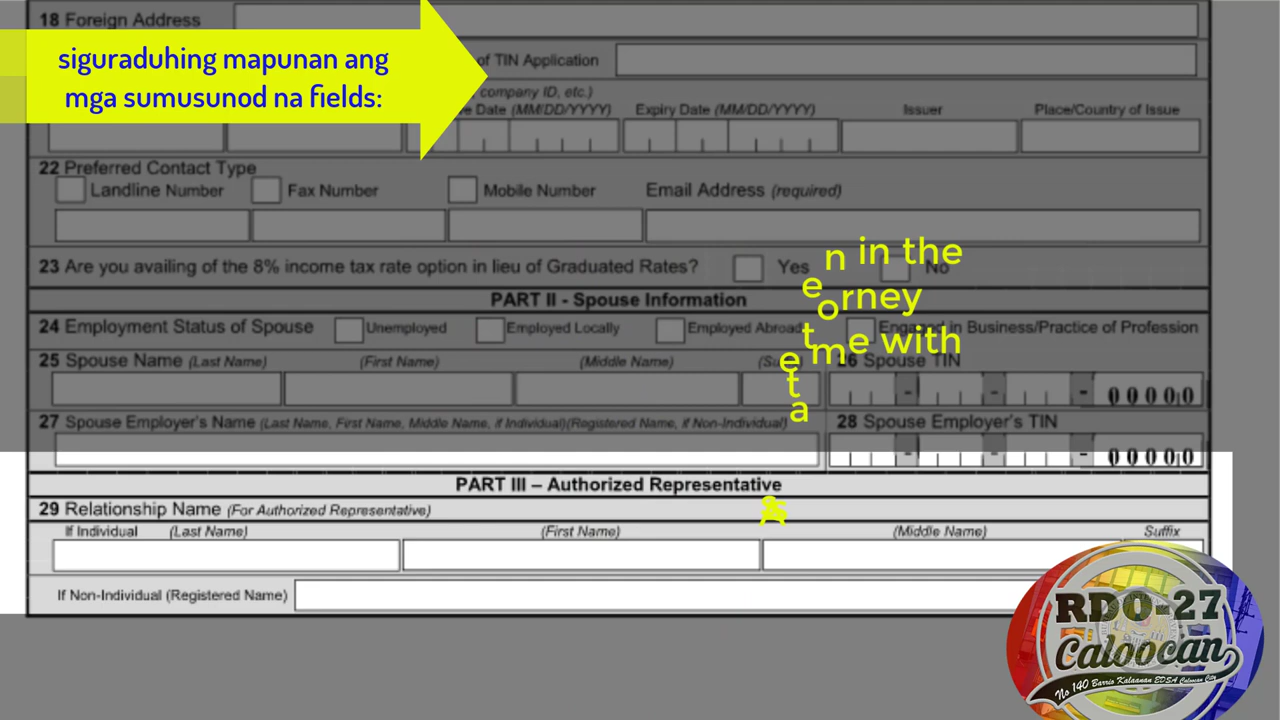 18 Foreign Address
siguraduhing mapunan ang
mga sumusunod na fields:
of TIN Application
company ID, etc.)
Date (MM/DD/YYYY) Expiry Date (MM/DD/YYYY) Issuer Place/Country of Issue
22 Preferred Contact Type
Landline Number Fax Number Mobile Number Email Address (required)
23 Are you availing of the 8% income tax rate option in lieu of Graduated Rates? Yes No
n in the
e
orney
PART II - Spouse Information
24 Employment Status of Spouse Unemployed Employed Locally Employed Abroad Engaged in Business/Practice of Profession
t me with
25 Spouse Name (Last Name) (First Name) (Middle Name) 26 Spouse TIN
e
t
a
- - - 00000
27 Spouse Employer's Name (Last Name, First Name, Middle Name, if Individual)(Registered Name, if Non-Individual) 28 Spouse Employer's TIN
- - - 00000
PART III – Authorized Representative
29 Relationship Name (For Authorized Representative)
If Individual (Last Name) (First Name) (Middle Name) Suffix
If Non-Individual (Registered Name)
RDO-27
Caloocan
No 140 Barrio Kalaanan EDSA Caloocan City